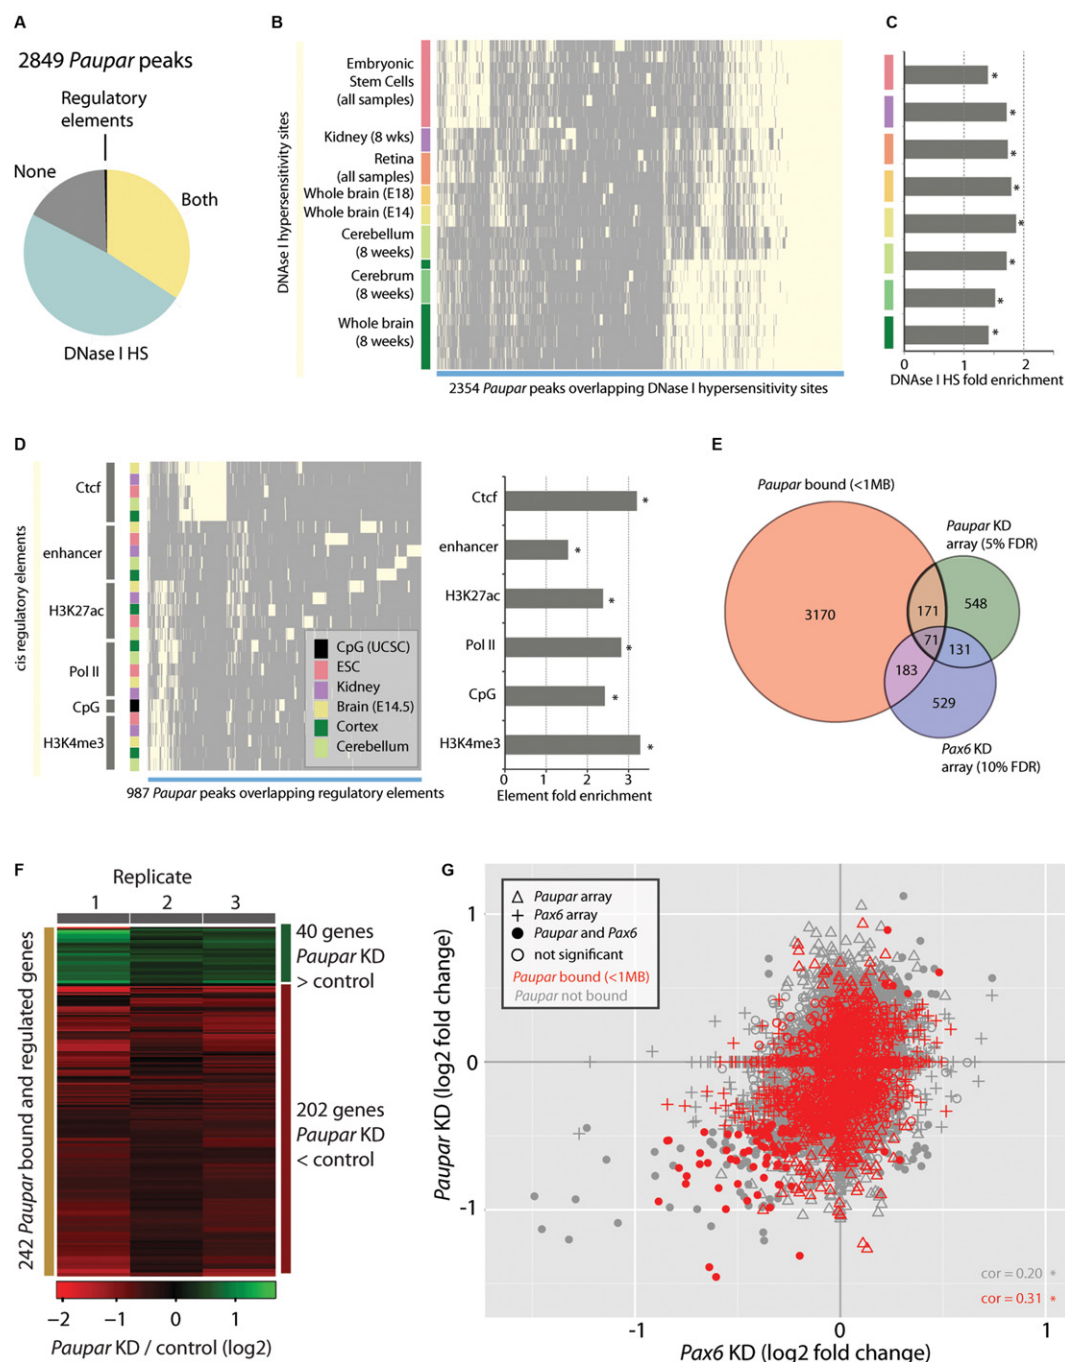 A
2849 Paupar peaks
Regulatory
elements
None
Both
DNase I HS
B
DNAse I hypersensitivity sites
Embryonic
Stem Cells
(all samples)
Kidney (8 wks)
Retina
(all samples)
Whole brain (E18)
Whole brain (E14)
Cerebellum
(8 weeks)
Cerebrum
(8 weeks)
Whole brain
(8 weeks)
2354 Paupar peaks overlapping DNase I hypersensitivity sites
C
*
*
*
*
*
*
*
*
0 1 2
DNAse I HS fold enrichment
D
cis regulatory elements
Ctcf
enhancer
H3K27ac
Pol II
CpG
H3K4me3
CpG (UCSC)
ESC
Kidney
Brain (E14.5)
Cortex
Cerebellum
987 Paupar peaks overlapping regulatory elements
Ctcf *
enhancer *
H3K27ac *
Pol II *
CpG *
H3K4me3 *
0 1 2 3
Element fold enrichment
E
Paupar bound (<1MB)
Paupar KD
array (5% FDR)
3170
171
548
71
131
183
529
Pax6 KD
array (10% FDR)
F
Replicate
1 2 3
242 Paupar bound and regulated genes
40 genes
Paupar KD
> control
202 genes
Paupar KD
< control
−2 −1 0 1
Paupar KD / control (log2)
G
Paupar array
Pax6 array
Paupar and Pax6
not significant
Paupar bound (<1MB)
Paupar not bound
Paupar KD (log2 fold change)
1
0
-1
cor = 0.20 *
cor = 0.31 *
-1 0 1
Pax6 KD (log2 fold change)